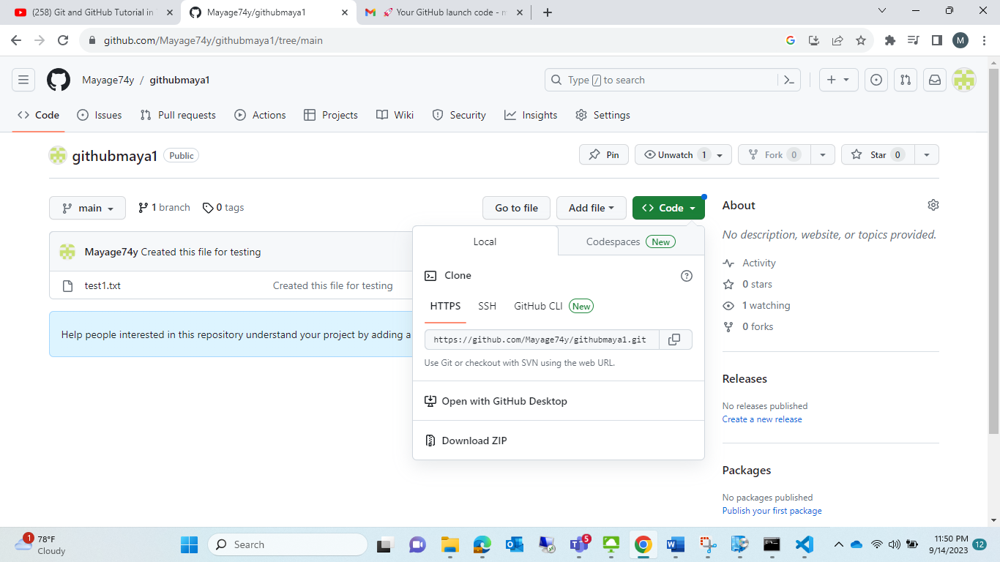 (258) Git and GitHub Tutorial in
Mayage74y/githubmaya1
🚀 Your GitHub launch code - m
github.com/Mayage74y/githubmaya1/tree/main
M
Mayage74y / githubmaya1
Type / to search
Code
Issues
Pull requests
Actions
Projects
Wiki
Security
Insights
Settings
githubmaya1 Public
Pin
Unwatch 1
Fork 0
Star 0
main
1 branch
0 tags
Go to file
Add file
Code
Mayage74y Created this file for testing
test1.txt
Created this file for testing
Help people interested in this repository understand your project by adding a
Local
Codespaces New
Clone
HTTPS
SSH
GitHub CLI New
https://github.com/Mayage74y/githubmaya1.git
Use Git or checkout with SVN using the web URL.
Open with GitHub Desktop
Download ZIP
About
No description, website, or topics provided.
Activity
0 stars
1 watching
0 forks
Releases
No releases published
Create a new release
Packages
No packages published
Publish your first package
1
78°F
Cloudy
Search
5
11:50 PM
9/14/2023
12